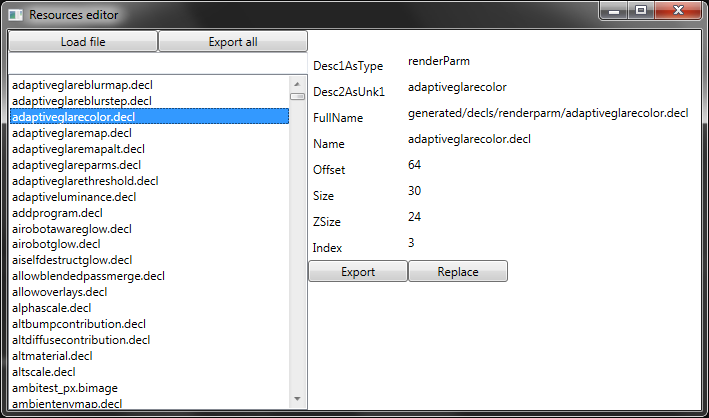 Resources editor
Load file
Export all
adaptiveglareblurmap.decl
adaptiveglareblurstep.decl
adaptiveglarecolor.decl
adaptiveglaremap.decl
adaptiveglaremapalt.decl
adaptiveglareparms.decl
adaptiveglarethreshold.decl
adaptiveluminance.decl
addprogram.decl
airobotawareglow.decl
airobotglow.decl
aiselfdestructglow.decl
allowblendedpassmerge.decl
allowoverlays.decl
alphascale.decl
altbumpcontribution.decl
altdiffusecontribution.decl
altmaterial.decl
altscale.decl
ambitest_px.bimage
ambientenvmap.decl
Desc1AsType renderParm
Desc2AsUnk1 adaptiveglarecolor
FullName generated/decls/renderparm/adaptiveglarecolor.decl
Name adaptiveglarecolor.decl
Offset 64
Size 30
ZSize 24
Index 3
Export
Replace